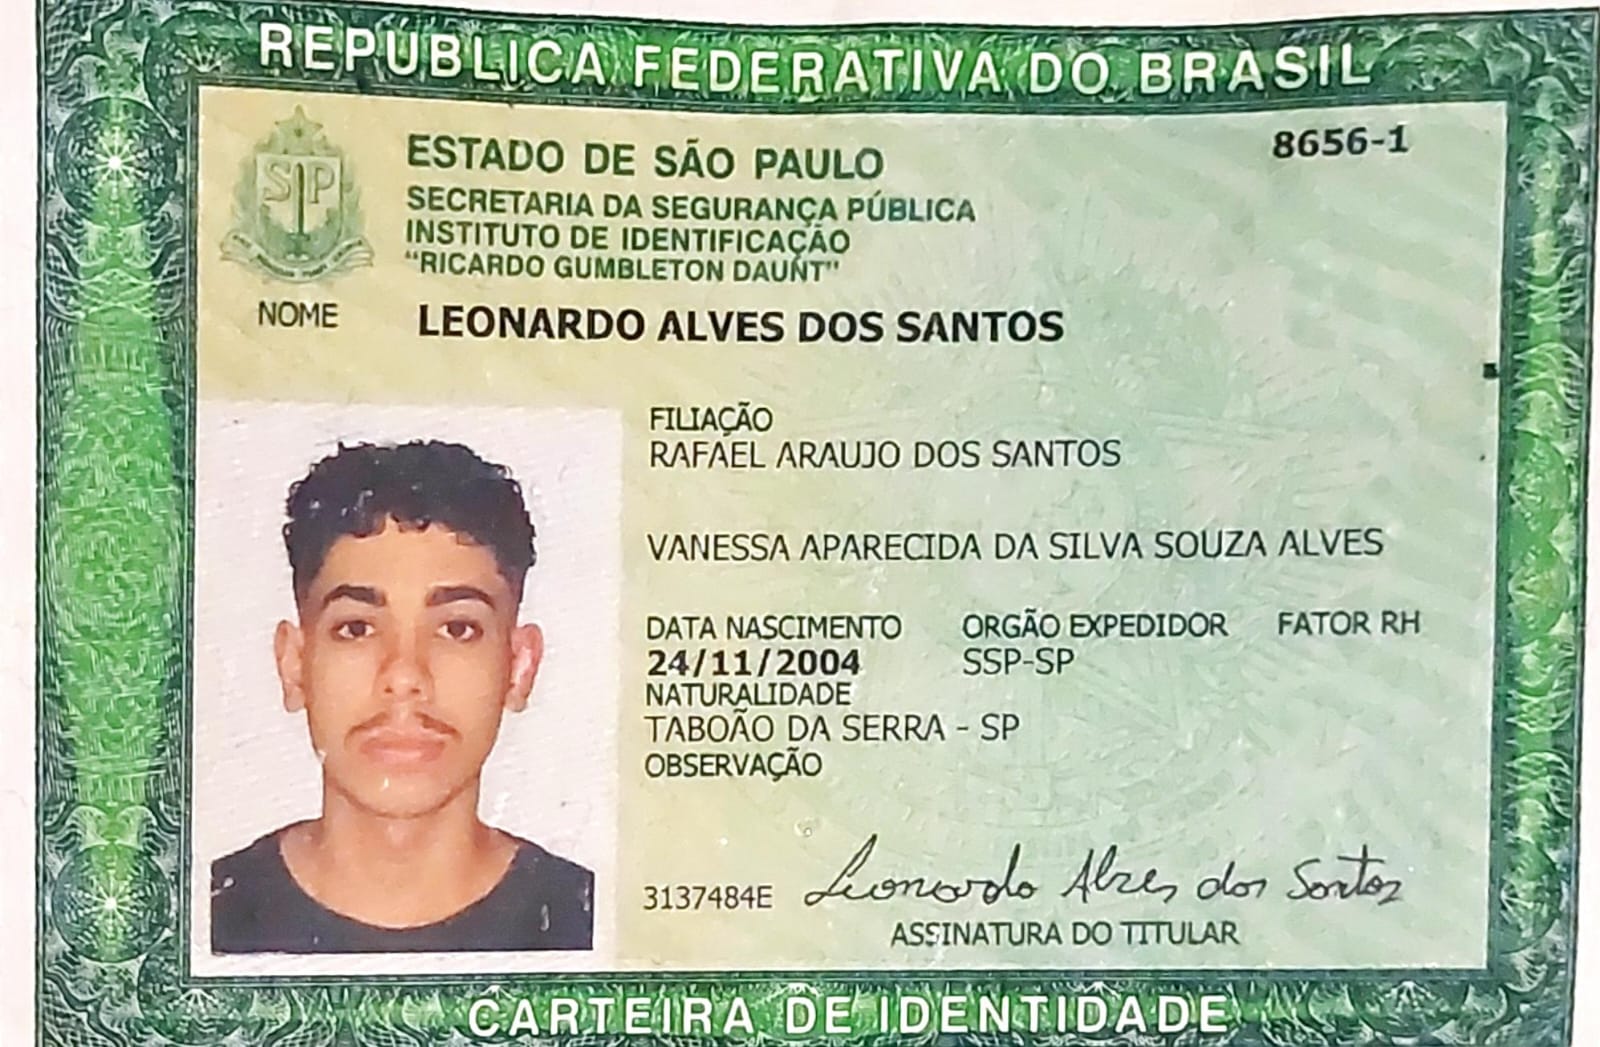 REPÚBLICA FEDERATIVA DO BRASIL
8656-1
SP
ESTADO DE SÃO PAULO
SECRETARIA DA SEGURANÇA PÚBLICA
INSTITUTO DE IDENTIFICAÇÃO
"RICARDO GUMBLETON DAUNT"
NOME LEONARDO ALVES DOS SANTOS
FILIAÇÃO
RAFAEL ARAUJO DOS SANTOS
VANESSA APARECIDA DA SILVA SOUZA ALVES
DATA NASCIMENTO ORGÃO EXPEDIDOR FATOR RH
24/11/2004 SSP-SP
NATURALIDADE
TABOÃO DA SERRA - SP
OBSERVAÇÃO
3137484E Leonardo Alves dos Santos
ASSINATURA DO TITULAR
CARTEIRA DE IDENTIDADE